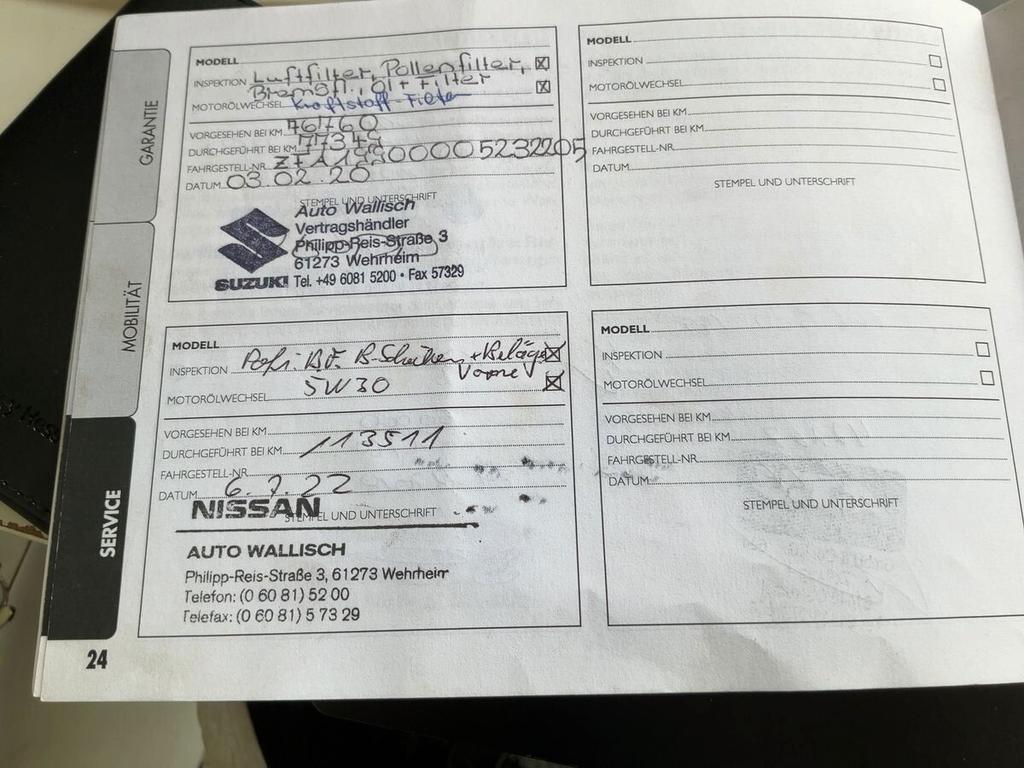 GARANTIE
MOBILITÄT
SERVICE
MODELL
INSPEKTION Luftfilter, Pollenfilter,
Bremsfl., Öl + Filter
MOTORÖLWECHSEL Kraftstoff-Filter
VORGESEHEN BEI KM 76760
DURCHGEFÜHRT BEI KM
FAHRGESTELL-NR.
DATUM 03.02.20
STEMPEL UND UNTERSCHRIFT
Auto Wallisch
Vertragshändler
Philipp-Reis-Straße 3
61273 Wehrheim
SUZUKI Tel. +49 6081 5200 • Fax 57329
MODELL
INSPEKTION
MOTORÖLWECHSEL
VORGESEHEN BEI KM
DURCHGEFÜHRT BEI KM
FAHRGESTELL-NR.
DATUM
STEMPEL UND UNTERSCHRIFT
MODELL
INSPEKTION B-Scheiben + Beläge
Vorne
MOTORÖLWECHSEL 5W30
VORGESEHEN BEI KM
DURCHGEFÜHRT BEI KM 113511
FAHRGESTELL-NR.
DATUM 6.7.22
NISSAN STEMPEL UND UNTERSCHRIFT
AUTO WALLISCH
Philipp-Reis-Straße 3, 61273 Wehrheim
Telefon: (0 60 81) 52 00
Telefax: (0 60 81) 5 73 29
MODELL
INSPEKTION
MOTORÖLWECHSEL
VORGESEHEN BEI KM
DURCHGEFÜHRT BEI KM
FAHRGESTELL-NR.
DATUM
STEMPEL UND UNTERSCHRIFT
24